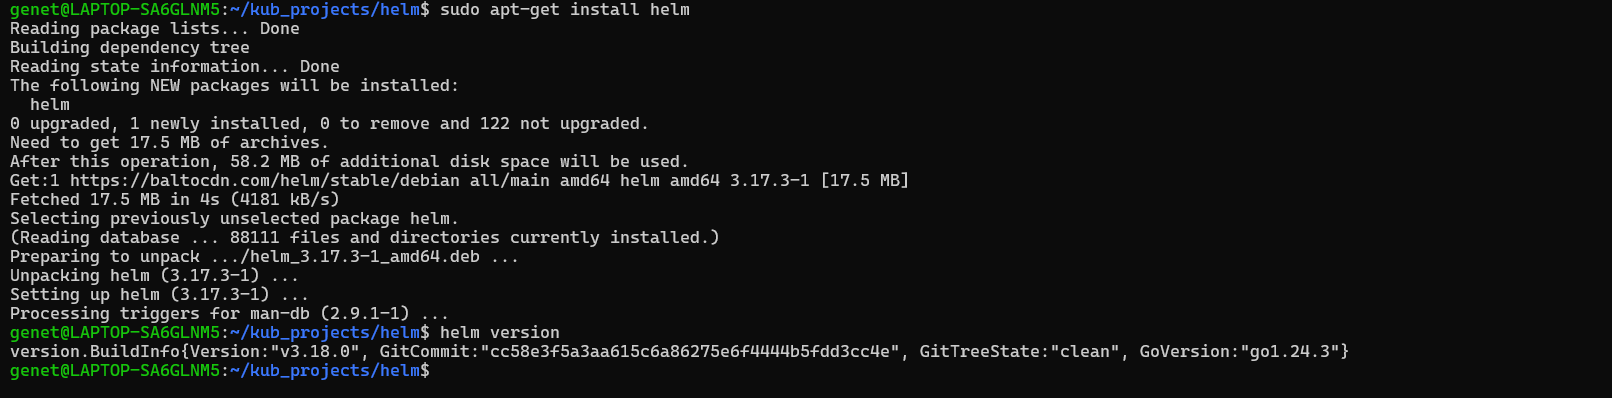 genet@LAPTOP-SA6GLNM5:~/kub_projects/helm$ sudo apt-get install helm
Reading package lists... Done
Building dependency tree
Reading state information... Done
The following NEW packages will be installed:
  helm
0 upgraded, 1 newly installed, 0 to remove and 122 not upgraded.
Need to get 17.5 MB of archives.
After this operation, 58.2 MB of additional disk space will be used.
Get:1 https://baltocdn.com/helm/stable/debian all/main amd64 helm amd64 3.17.3-1 [17.5 MB]
Fetched 17.5 MB in 4s (4181 kB/s)
Selecting previously unselected package helm.
(Reading database ... 88111 files and directories currently installed.)
Preparing to unpack .../helm_3.17.3-1_amd64.deb ...
Unpacking helm (3.17.3-1) ...
Setting up helm (3.17.3-1) ...
Processing triggers for man-db (2.9.1-1) ...
genet@LAPTOP-SA6GLNM5:~/kub_projects/helm$ helm version
version.BuildInfo{Version:"v3.18.0", GitCommit:"cc58e3f5a3aa615c6a86275e6f4444b5fdd3cc4e", GitTreeState:"clean", GoVersion:"go1.24.3"}
genet@LAPTOP-SA6GLNM5:~/kub_projects/helm$